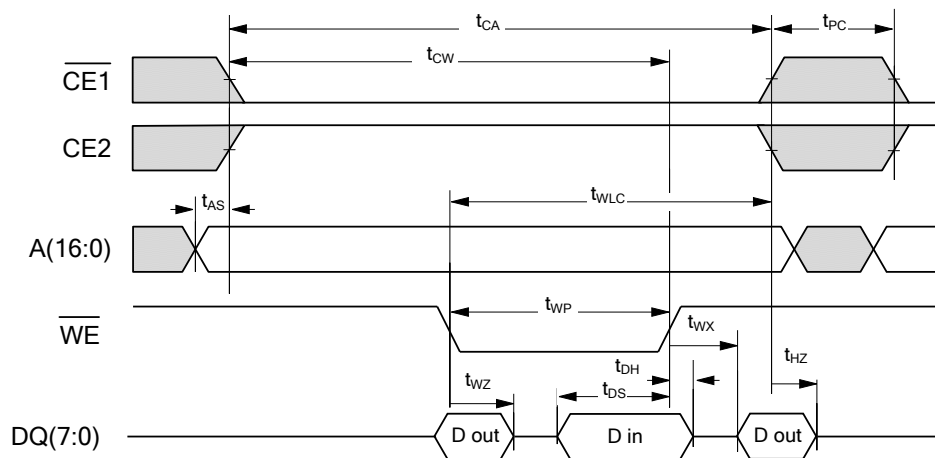 tCA
tPC
CE1
tCW
CE2
tAS
tWLC
A(16:0)
tWP
WE
tWX
tDH
tHZ
tWZ
tDS
DQ(7:0)
D out
D in
D out